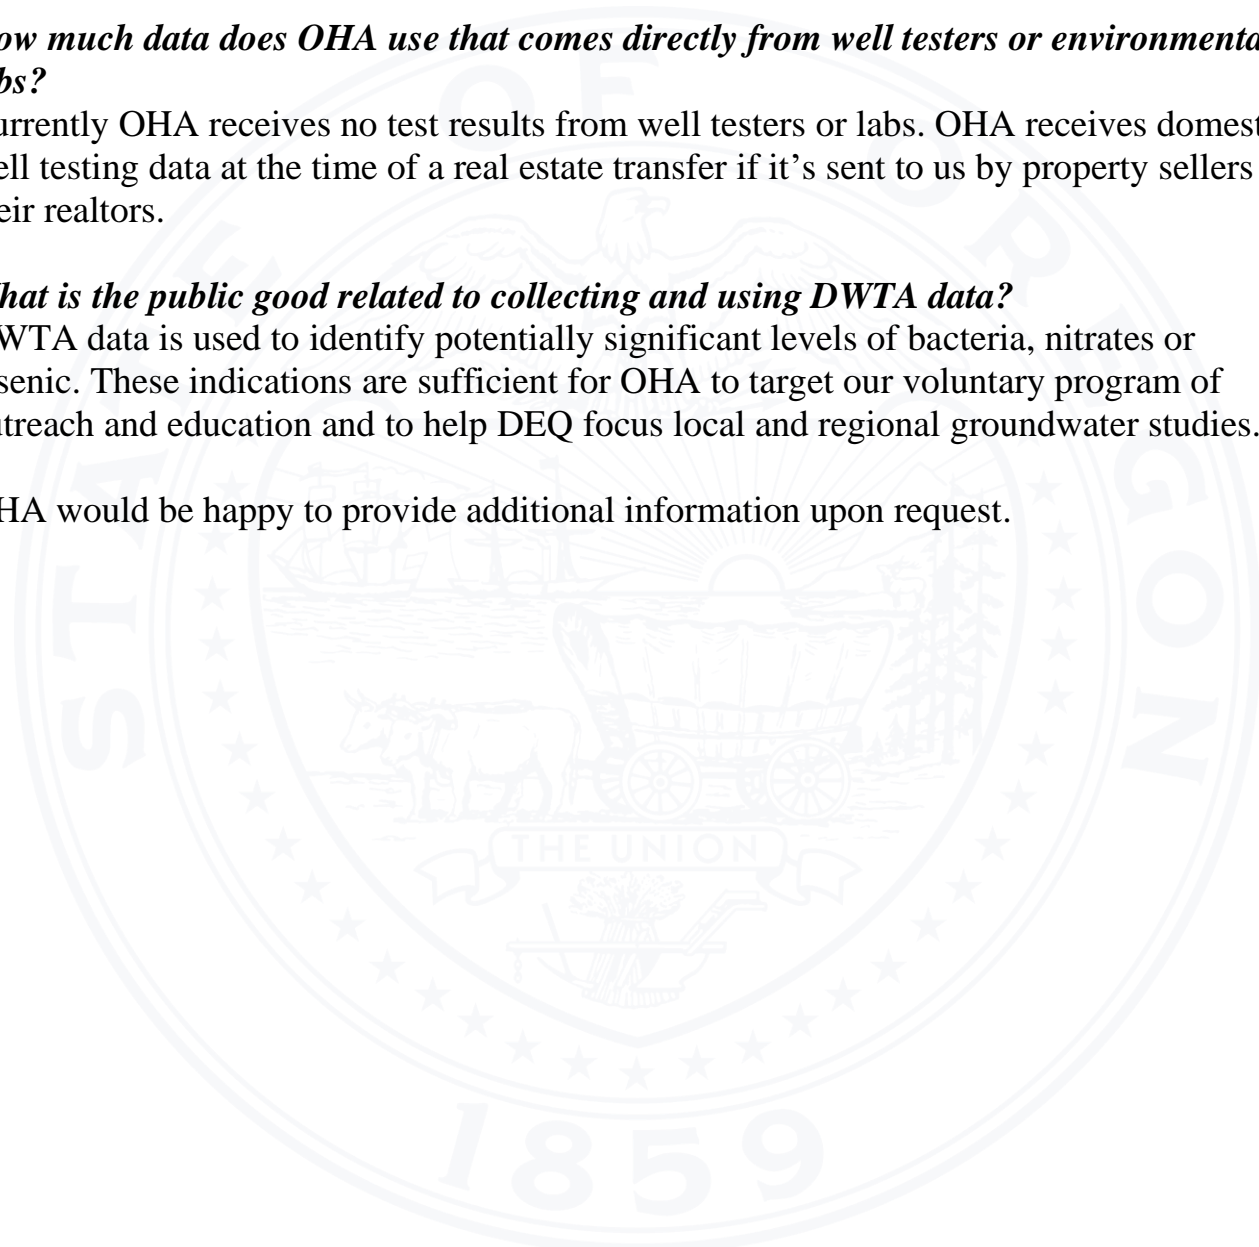 ow much data does OHA use that comes directly from well testers or environmenta
bs?
urrently OHA receives no test results from well testers or labs. OHA receives domest
ell testing data at the time of a real estate transfer if it’s sent to us by property sellers
eir realtors.
hat is the public good related to collecting and using DWTA data?
WTA data is used to identify potentially significant levels of bacteria, nitrates or
senic. These indications are sufficient for OHA to target our voluntary program of
treach and education and to help DEQ focus local and regional groundwater studies.
HA would be happy to provide additional information upon request.
STATE OF OREGON
THE UNION
1859